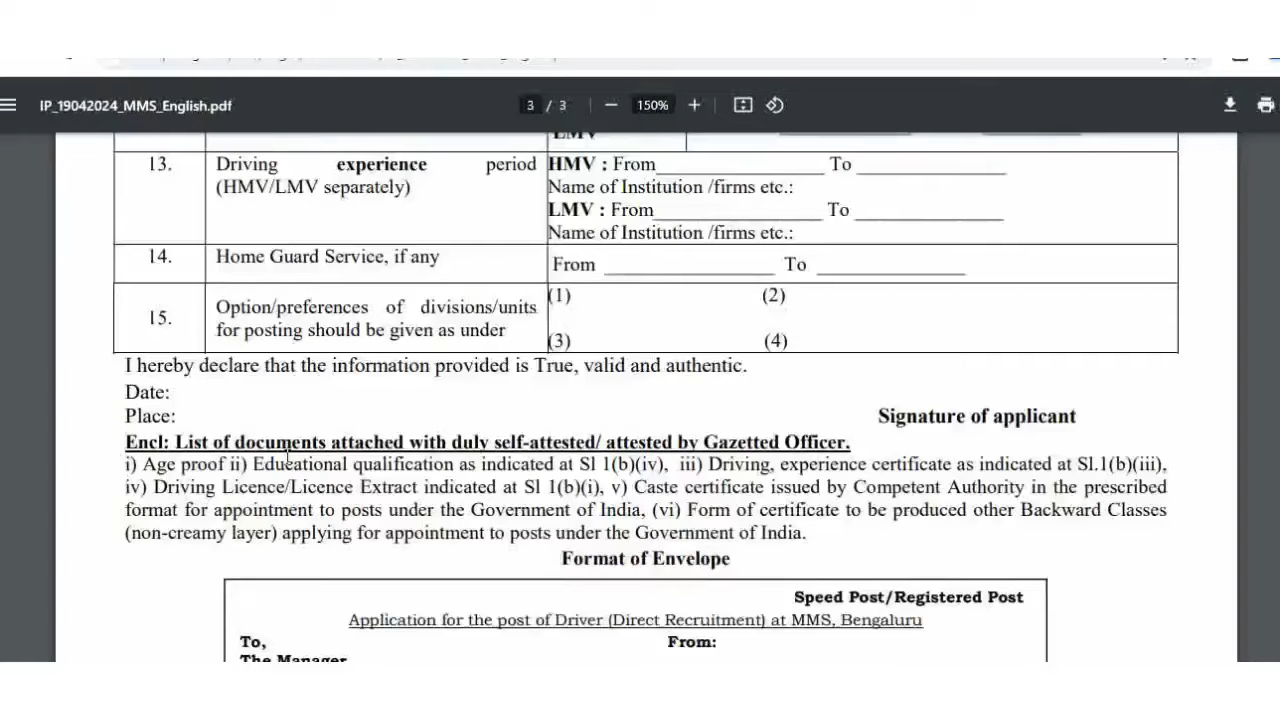 IP_19042024_MMS_English.pdf 3 / 3 150%
LMV
13. Driving experience period HMV : From To
(HMV/LMV separately) Name of Institution /firms etc.:
LMV : From To
Name of Institution /firms etc.:
14. Home Guard Service, if any From To
15. Option/preferences of divisions/units for posting should be given as under (1) (2)
(3) (4)
I hereby declare that the information provided is True, valid and authentic.
Date:
Place: Signature of applicant
Encl: List of documents attached with duly self-attested/ attested by Gazetted Officer.
i) Age proof ii) Educational qualification as indicated at Sl 1(b)(iv), iii) Driving, experience certificate as indicated at Sl.1(b)(iii),
iv) Driving Licence/Licence Extract indicated at Sl 1(b)(i), v) Caste certificate issued by Competent Authority in the prescribed
format for appointment to posts under the Government of India, (vi) Form of certificate to be produced other Backward Classes
(non-creamy layer) applying for appointment to posts under the Government of India.
Format of Envelope
Speed Post/Registered Post
Application for the post of Driver (Direct Recruitment) at MMS, Bengaluru
To, From:
The Manager